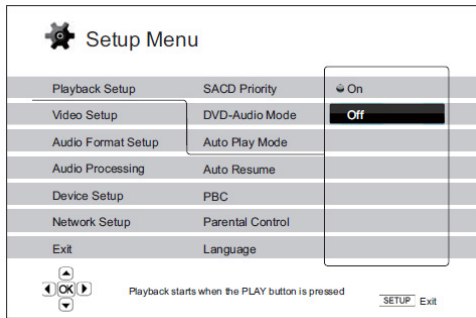 Setup Menu
Playback Setup SACD Priority On
Video Setup DVD-Audio Mode Off
Audio Format Setup Auto Play Mode
Audio Processing Auto Resume
Device Setup PBC
Network Setup Parental Control
Exit Language
OK Playback starts when the PLAY button is pressed SETUP Exit